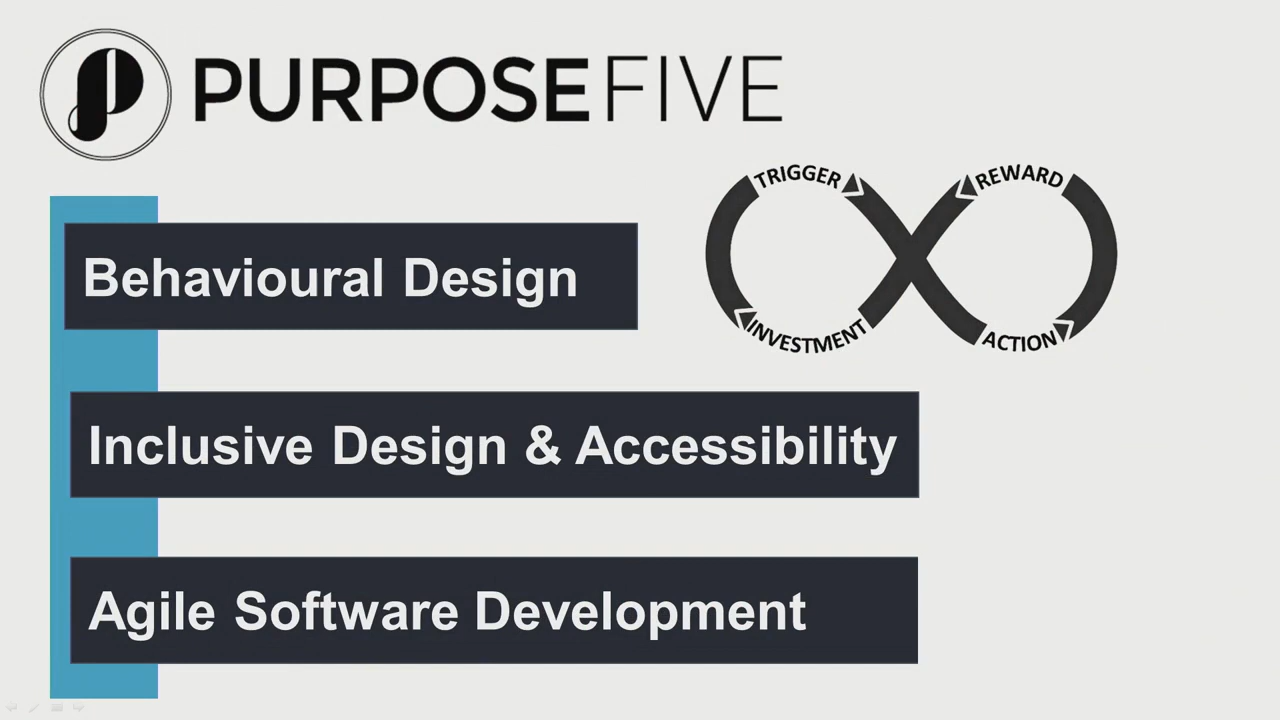 PURPOSEFIVE
TRIGGER
REWARD
Behavioural Design
INVESTMENT
ACTION
Inclusive Design & Accessibility
Agile Software Development